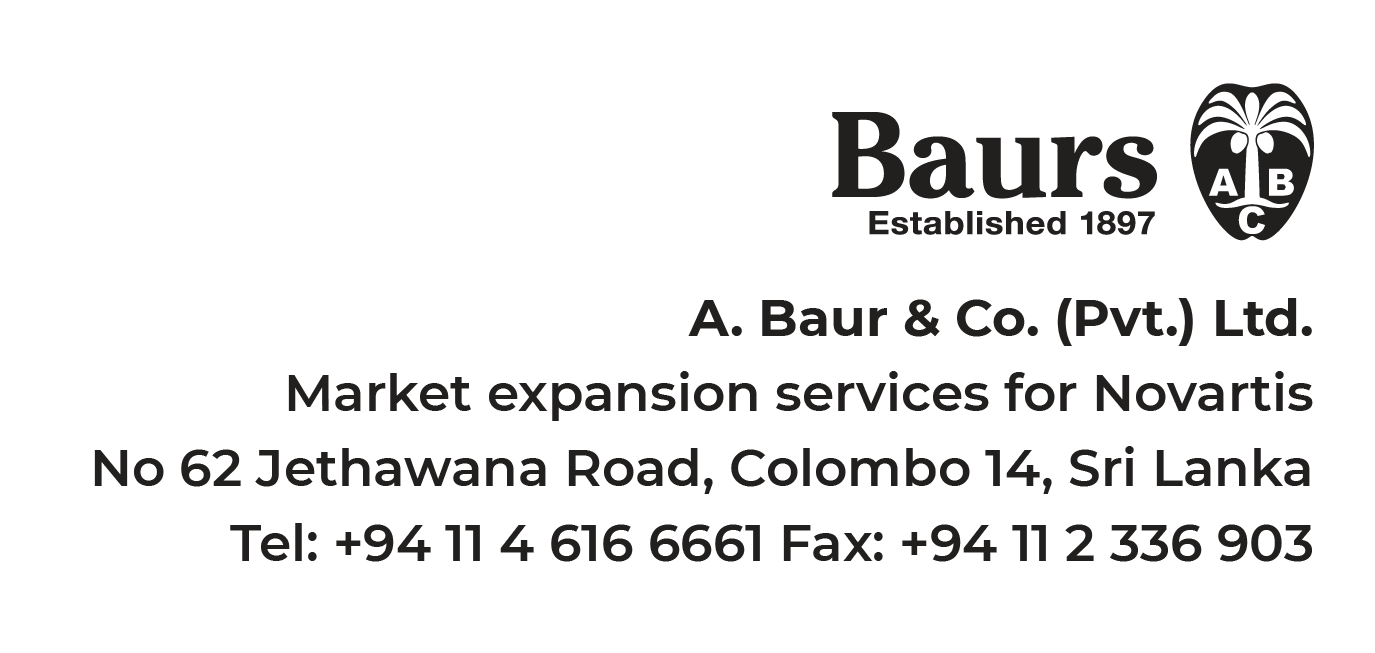 Baurs
Established 1897
A B
C
A. Baur & Co. (Pvt.) Ltd.
Market expansion services for Novartis
No 62 Jethawana Road, Colombo 14, Sri Lanka
Tel: +94 11 4 616 6661 Fax: +94 11 2 336 903